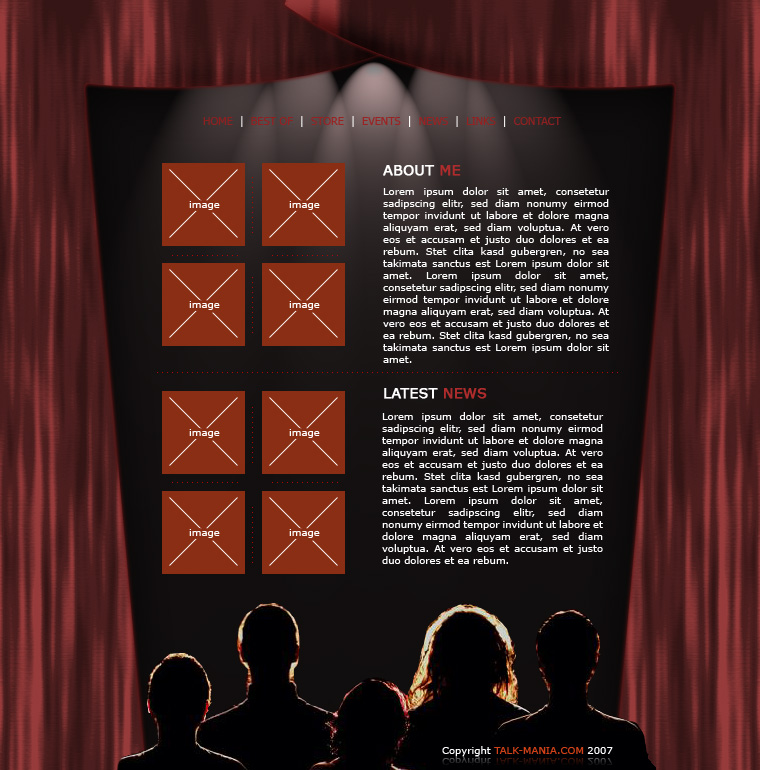 HOME | BEST OF | STORE | EVENTS | NEWS | LINKS | CONTACT
image image
image image
ABOUT ME
Lorem ipsum dolor sit amet, consetetur
sadipscing elitr, sed diam nonumy eirmod
tempor invidunt ut labore et dolore magna
aliquyam erat, sed diam voluptua. At vero
eos et accusam et justo duo dolores et ea
rebum. Stet clita kasd gubergren, no sea
takimata sanctus est Lorem ipsum dolor sit
amet. Lorem ipsum dolor sit amet,
consetetur sadipscing elitr, sed diam nonumy
eirmod tempor invidunt ut labore et dolore
magna aliquyam erat, sed diam voluptua. At
vero eos et accusam et justo duo dolores et
ea rebum. Stet clita kasd gubergren, no sea
takimata sanctus est Lorem ipsum dolor sit
amet.
image image
image image
LATEST NEWS
Lorem ipsum dolor sit amet, consetetur
sadipscing elitr, sed diam nonumy eirmod
tempor invidunt ut labore et dolore magna
aliquyam erat, sed diam voluptua. At vero
eos et accusam et justo duo dolores et ea
rebum. Stet clita kasd gubergren, no sea
takimata sanctus est Lorem ipsum dolor sit
amet. Lorem ipsum dolor sit amet,
consetetur sadipscing elitr, sed diam
nonumy eirmod tempor invidunt ut labore et
dolore magna aliquyam erat, sed diam
voluptua. At vero eos et accusam et justo
duo dolores et ea rebum.
Copyright TALK-MANIA.COM 2007